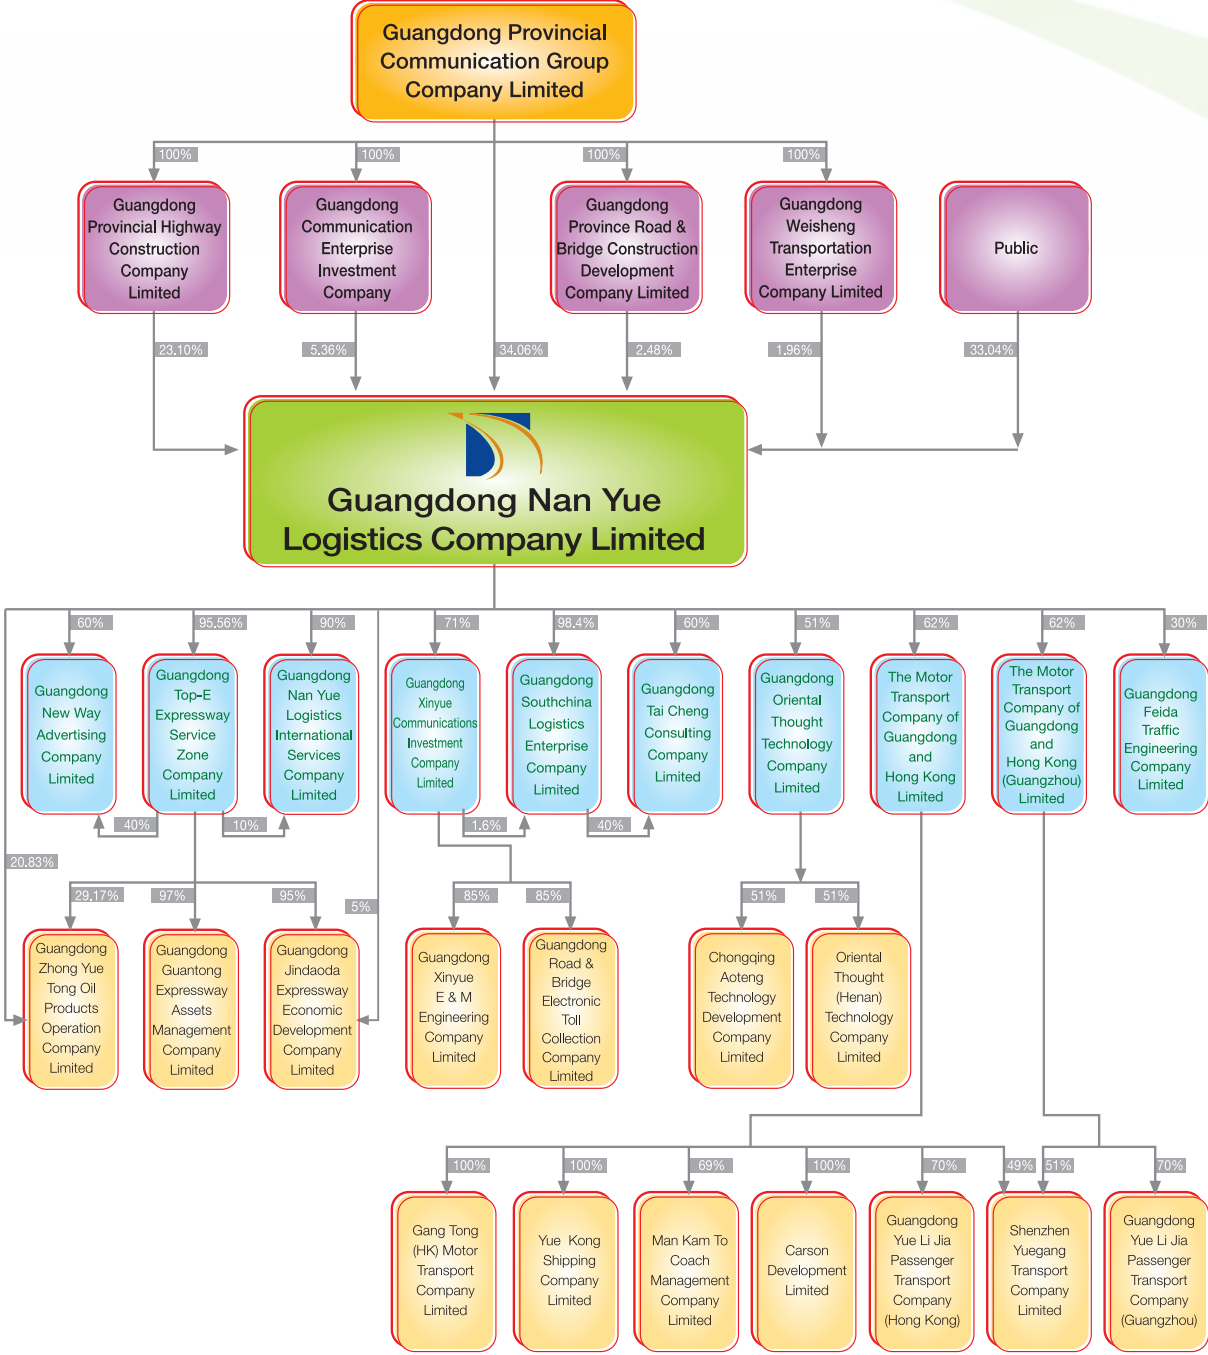 Guangdong Provincial
Communication Group
Company Limited
100%
100%
100%
100%
Guangdong
Provincial Highway
Construction
Company
Limited
Guangdong
Communication
Enterprise
Investment
Company
Guangdong
Province Road &
Bridge Construction
Development
Company Limited
Guangdong
Weisheng
Transportation
Enterprise
Company Limited
Public
23.10%
5.36%
34.06%
2.48%
1.96%
33.04%
Guangdong Nan Yue
Logistics Company Limited
60%
95.56%
90%
71%
98.4%
60%
51%
62%
62%
30%
Guangdong
New Way
Advertising
Company
Limited
Guangdong
Top-E
Expressway
Service
Zone
Company
Limited
Guangdong
Nan Yue
Logistics
International
Services
Company
Limited
Guangdong
Xinyue
Communications
Investment
Company
Limited
Guangdong
Southchina
Logistics
Enterprise
Company
Limited
Guangdong
Tai Cheng
Consulting
Company
Limited
Guangdong
Oriental
Thought
Technology
Company
Limited
The Motor
Transport
Company of
Guangdong
and
Hong Kong
Limited
The Motor
Transport
Company of
Guangdong
and
Hong Kong
(Guangzhou)
Limited
Guangdong
Feida
Traffic
Engineering
Company
Limited
40%
10%
1.6%
40%
20.83%
29.17%
97%
95%
5%
85%
85%
51%
51%
Guangdong
Zhong Yue
Tong Oil
Products
Operation
Company
Limited
Guangdong
Guantong
Expressway
Assets
Management
Company
Limited
Guangdong
Jindaoda
Expressway
Economic
Development
Company
Limited
Guangdong
Xinyue
E & M
Engineering
Company
Limited
Guangdong
Road &
Bridge
Electronic
Toll
Collection
Company
Limited
Chongqing
Aoteng
Technology
Development
Company
Limited
Oriental
Thought
(Henan)
Technology
Company
Limited
100%
100%
69%
100%
70%
49%
51%
70%
Gang Tong
(HK) Motor
Transport
Company
Limited
Yue Kong
Shipping
Company
Limited
Man Kam To
Coach
Management
Company
Limited
Carson
Development
Limited
Guangdong
Yue Li Jia
Passenger
Transport
Company
(Hong Kong)
Shenzhen
Yuegang
Transport
Company
Limited
Guangdong
Yue Li Jia
Passenger
Transport
Company
(Guangzhou)